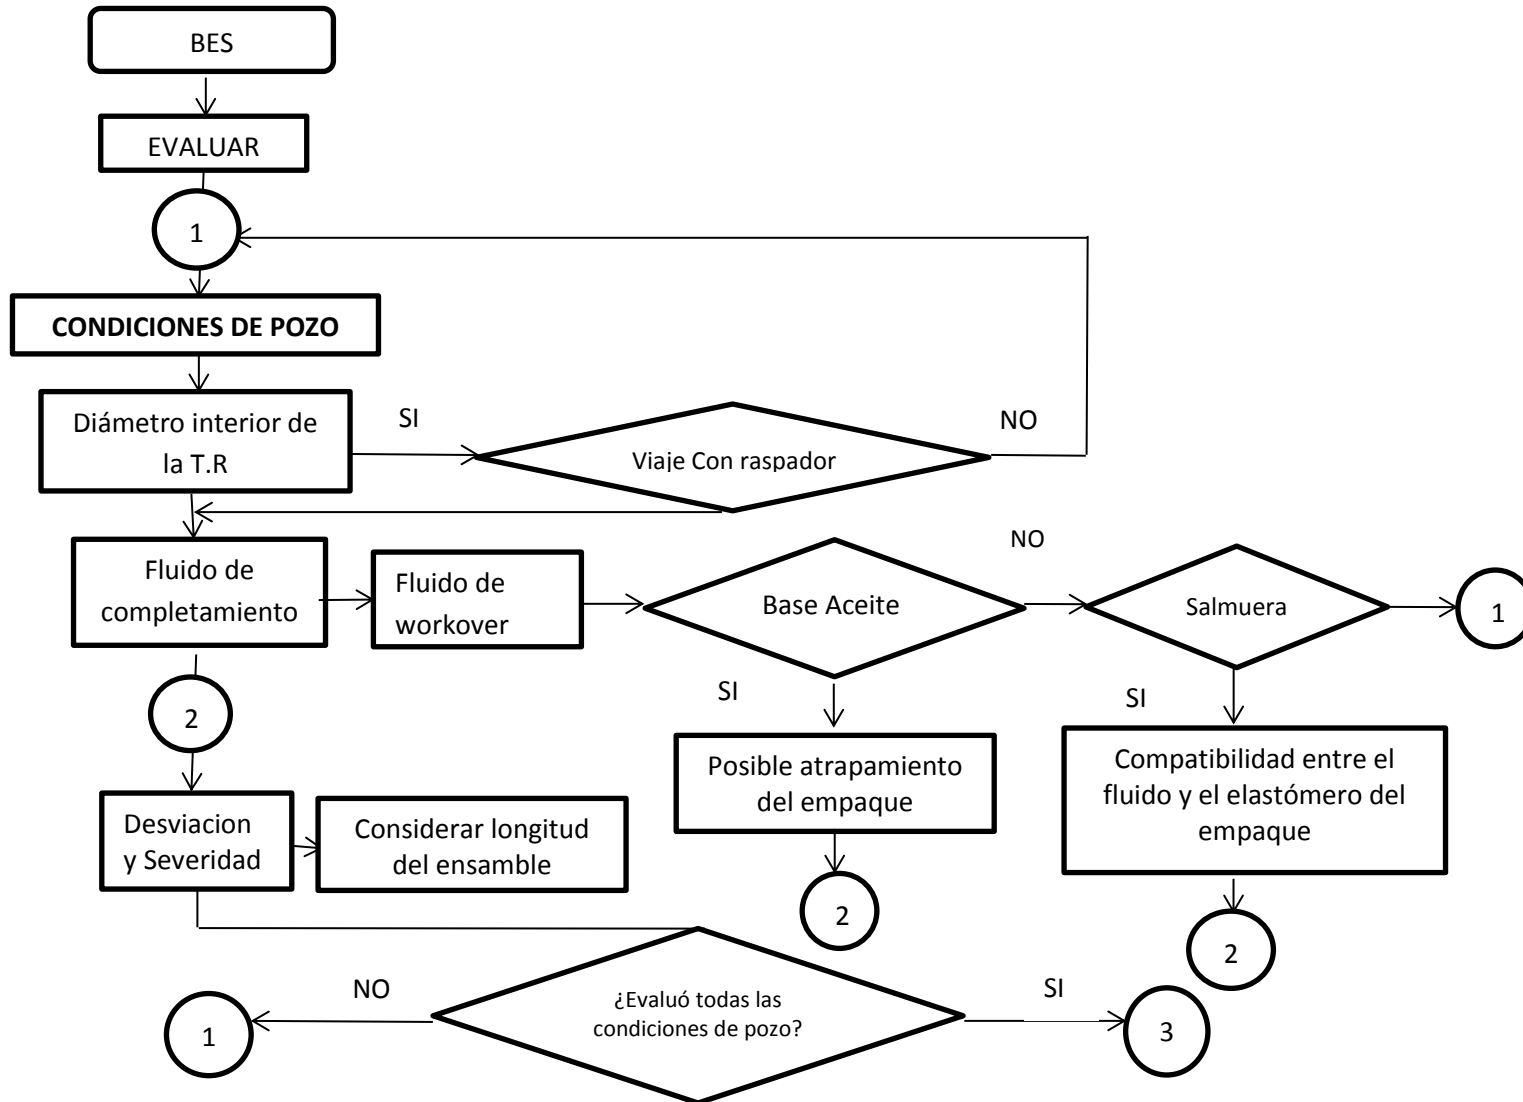 BES
EVALUAR
1
CONDICIONES DE POZO
Diámetro interior de
la T.R
SI
Viaje Con raspador
NO
Fluido de
completamiento
Fluido de
workover
Base Aceite
NO
Salmuera
1
SI
SI
2
Posible atrapamiento
del empaque
Compatibilidad entre el
fluido y el elastómero del
empaque
Desviacion
y Severidad
Considerar longitud
del ensamble
2
2
NO
¿Evaluó todas las
condiciones de pozo?
SI
1
3